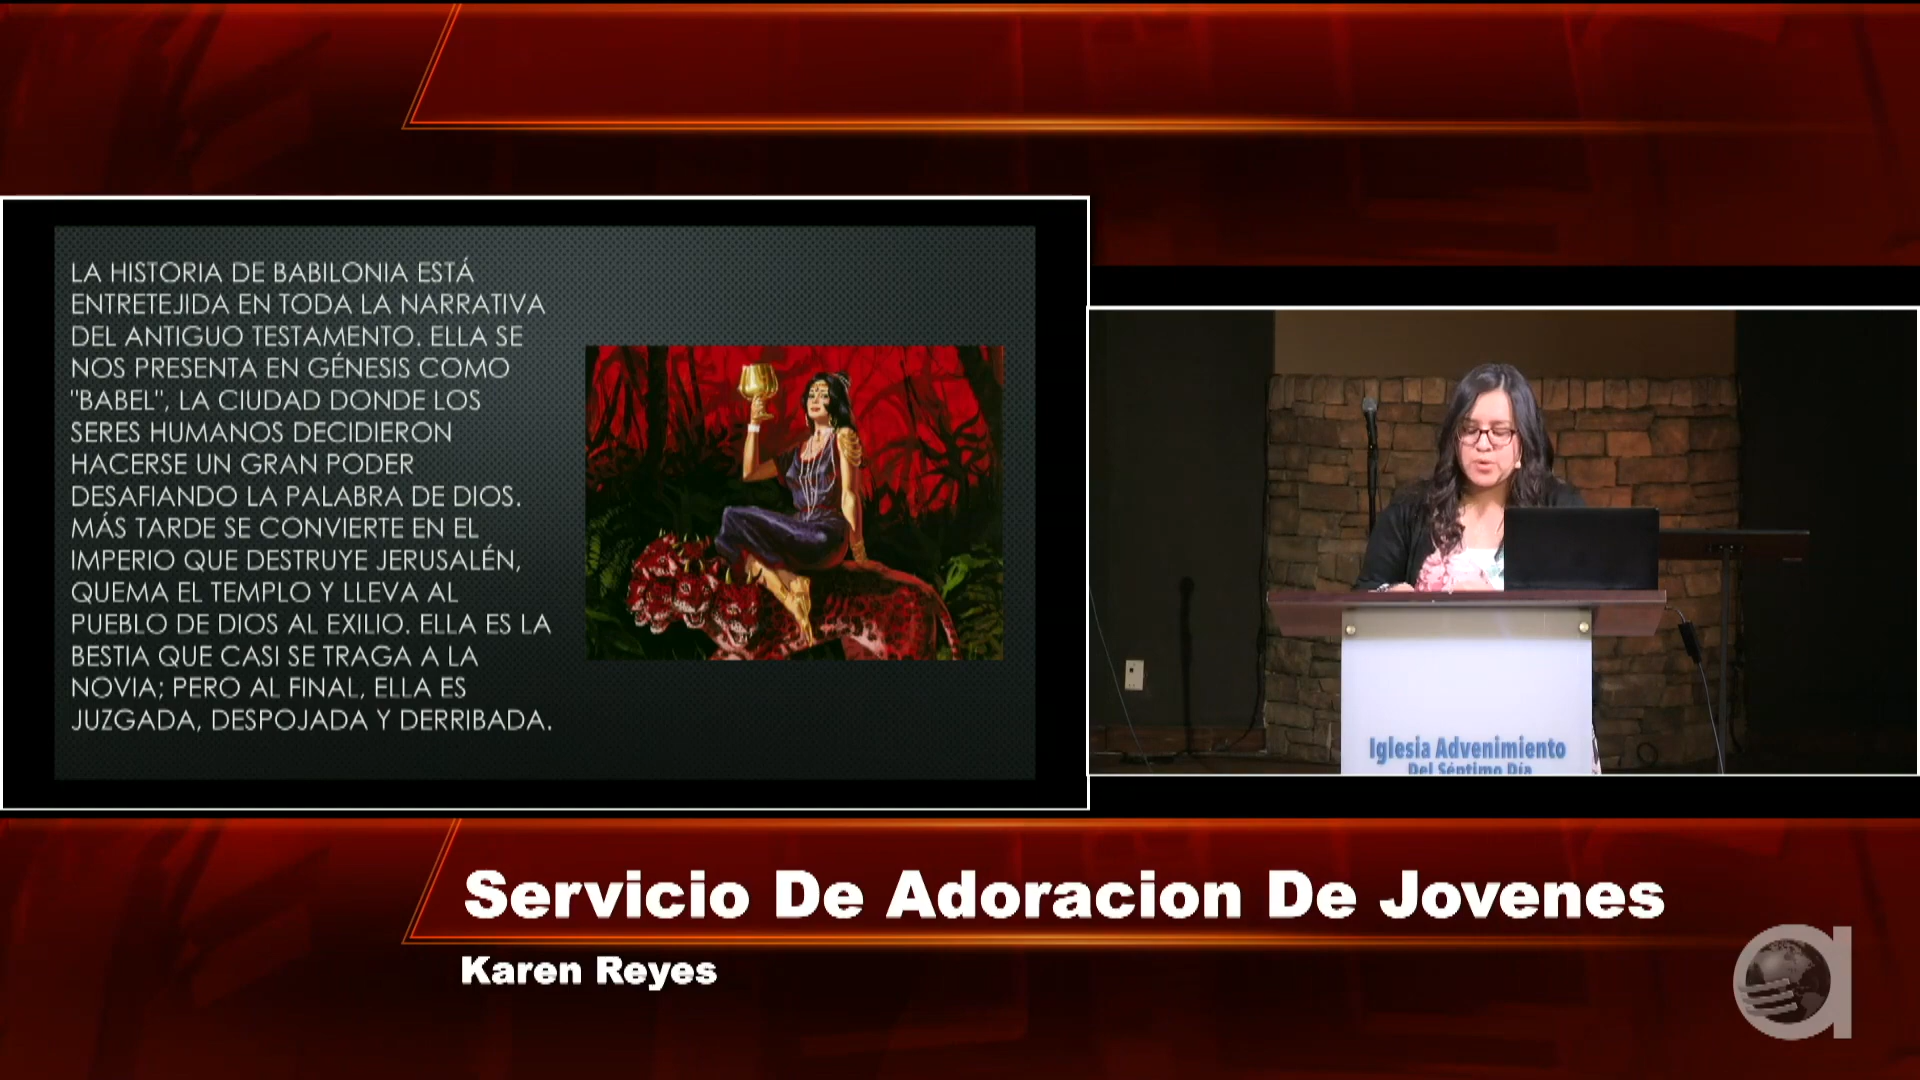 LA HISTORIA DE BABILONIA ESTÁ
ENTRETEJIDA EN TODA LA NARRATIVA
DEL ANTIGUO TESTAMENTO. ELLA SE
NOS PRESENTA EN GÉNESIS COMO
"BABEL", LA CIUDAD DONDE LOS
SERES HUMANOS DECIDIERON
HACERSE UN GRAN PODER
DESAFIANDO LA PALABRA DE DIOS.
MÁS TARDE SE CONVIERTE EN EL
IMPERIO QUE DESTRUYE JERUSALÉN,
QUEMA EL TEMPLO Y LLEVA AL
PUEBLO DE DIOS AL EXILIO. ELLA ES LA
BESTIA QUE CASI SE TRAGA A LA
NOVIA; PERO AL FINAL, ELLA ES
JUZGADA, DESPOJADA Y DERRIBADA.
Iglesia Advenimiento
Del Séptimo Día
Servicio De Adoracion De Jovenes
Karen Reyes
a